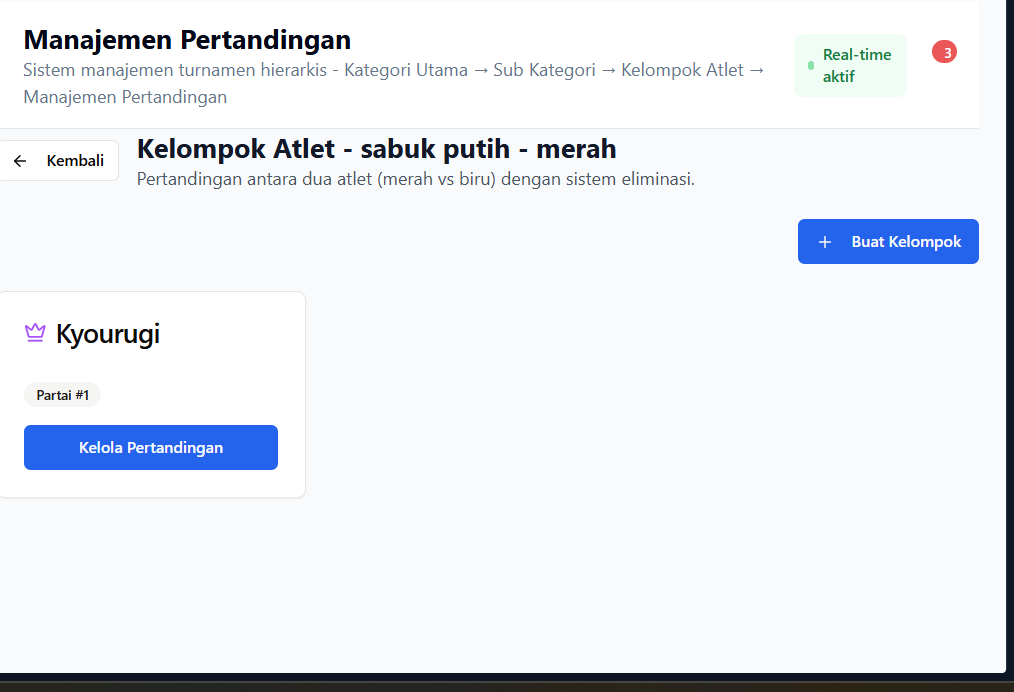 Manajemen Pertandingan
Sistem manajemen turnamen hierarkis - Kategori Utama → Sub Kategori → Kelompok Atlet →
Manajemen Pertandingan
Real-time
aktif
3
Kembali
Kelompok Atlet - sabuk putih - merah
Pertandingan antara dua atlet (merah vs biru) dengan sistem eliminasi.
Buat Kelompok
Kyourugi
Partai #1
Kelola Pertandingan